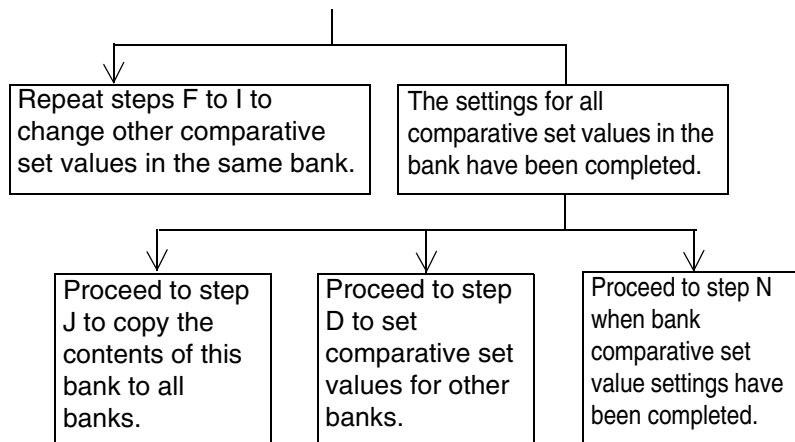 Repeat steps F to I to
change other comparative
set values in the same bank.
The settings for all
comparative set values in the
bank have been completed.
Proceed to step
J to copy the
contents of this
bank to all
banks.
Proceed to step
D to set
comparative set
values for other
banks.
Proceed to step N
when bank
comparative set
value settings have
been completed.